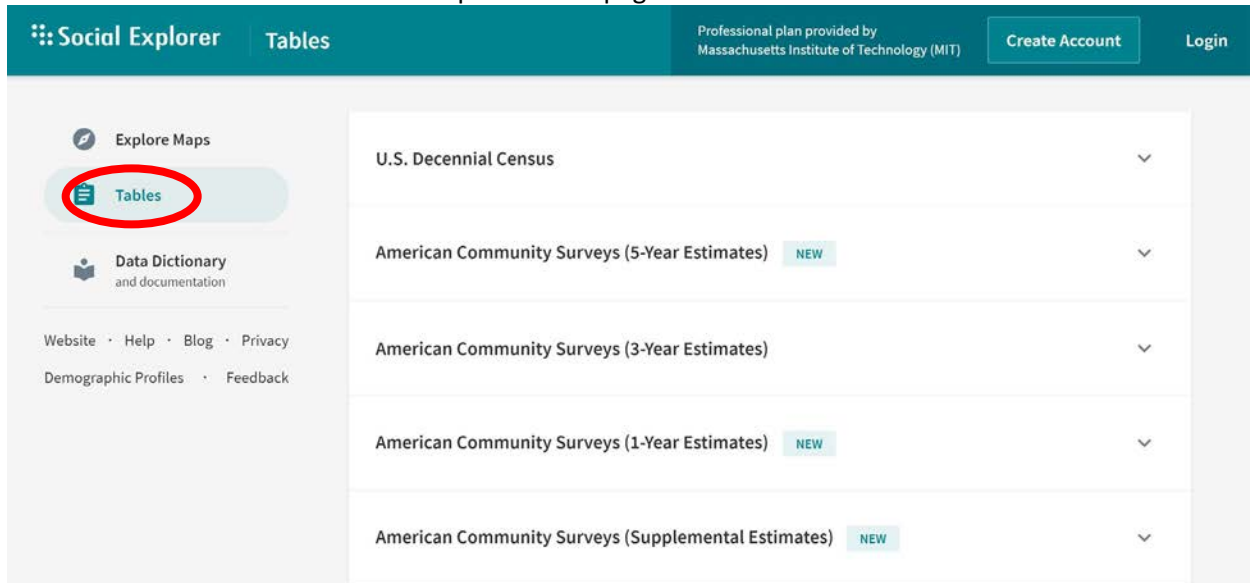 Social Explorer
Tables
Professional plan provided by
Massachusetts Institute of Technology (MIT)
Create Account
Login
Explore Maps
Tables
Data Dictionary
and documentation
Website · Help · Blog · Privacy
Demographic Profiles · Feedback
U.S. Decennial Census
American Community Surveys (5-Year Estimates) NEW
American Community Surveys (3-Year Estimates)
American Community Surveys (1-Year Estimates) NEW
American Community Surveys (Supplemental Estimates) NEW